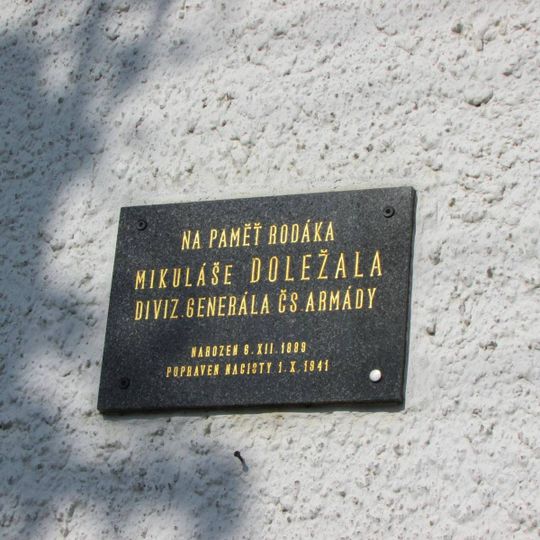 NA PAMĚŤ RODÁKA
MIKULÁŠE DOLEŽALA
DIVIZ. GENERÁLA ČS. ARMÁDY
NAROZEN 6. XII. 1889
POPRAVEN NACISTY 1. X. 1941